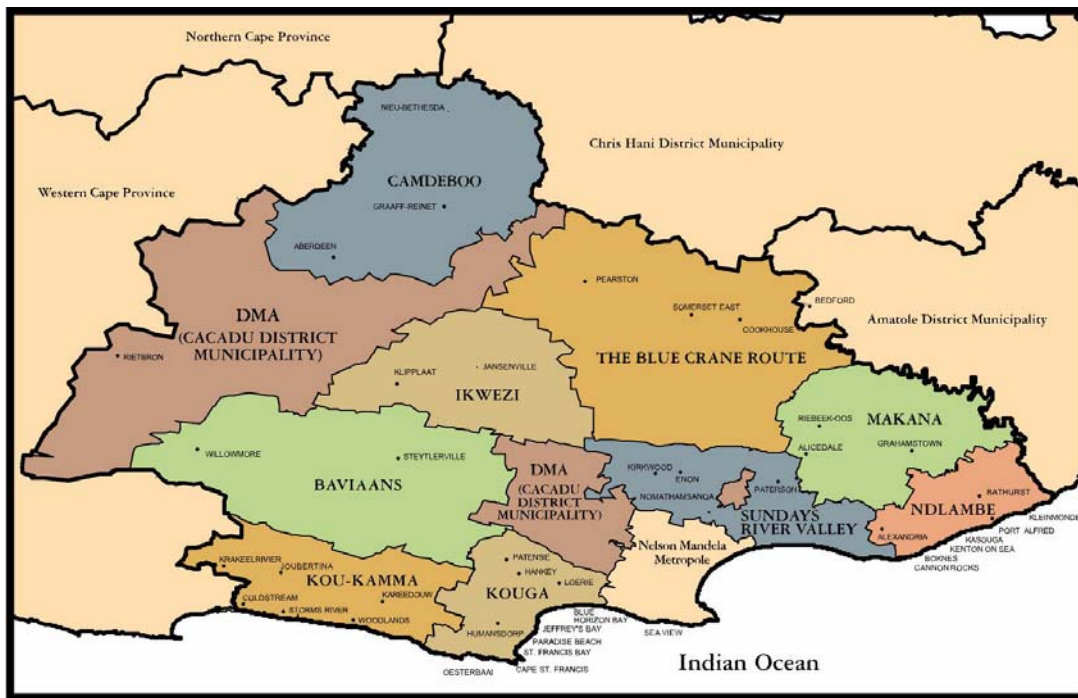 Northern Cape Province
NIEU-BETHESDA
Chris Hani District Municipality
CAMDEBOO
Western Cape Province
GRAAFF-REINET
ABERDEEN
PEARSTON
BEDFORD
SOMERSET EAST
COOKHOUSE
Amatole District Municipality
DMA
(CACADU DISTRICT
MUNICIPALITY)
RIETBRON
THE BLUE CRANE ROUTE
JANSENVILLE
KLIPPLAAT
IKWEZI
RIEBEEK-OOS
MAKANA
GRAHAMSTOWN
ALICEDALE
WILLOWMORE
STEYTLERVILLE
BAVIAANS
DMA
(CACADU
DISTRICT
MUNICIPALITY)
KIRKWOOD
ENON
NOMATHAMSANQA
PATERSON
SUNDAYS
RIVER VALLEY
RATHURST
NDLAMBE
ALEXANDRIA
KLEINMONDE
PORT ALFRED
KASOUGA
KENTON ON SEA
BOKNES
CANNON ROCKS
Nelson Mandela
Metropole
KRAKEELRIVIER
JOUBERTINA
KOU-KAMMA
KAREEDOUW
COLDSTREAM
STORMS RIVER
WOODLANDS
PATENSIE
HANKEY
LOERIE
KOUGA
HUMANSDORP
BLUE
HORIZON BAY
JEFFREY'S BAY
PARADISE BEACH
ST. FRANCIS BAY
CAPE ST. FRANCIS
OESTERBAAI
SEA VIEW
Indian Ocean